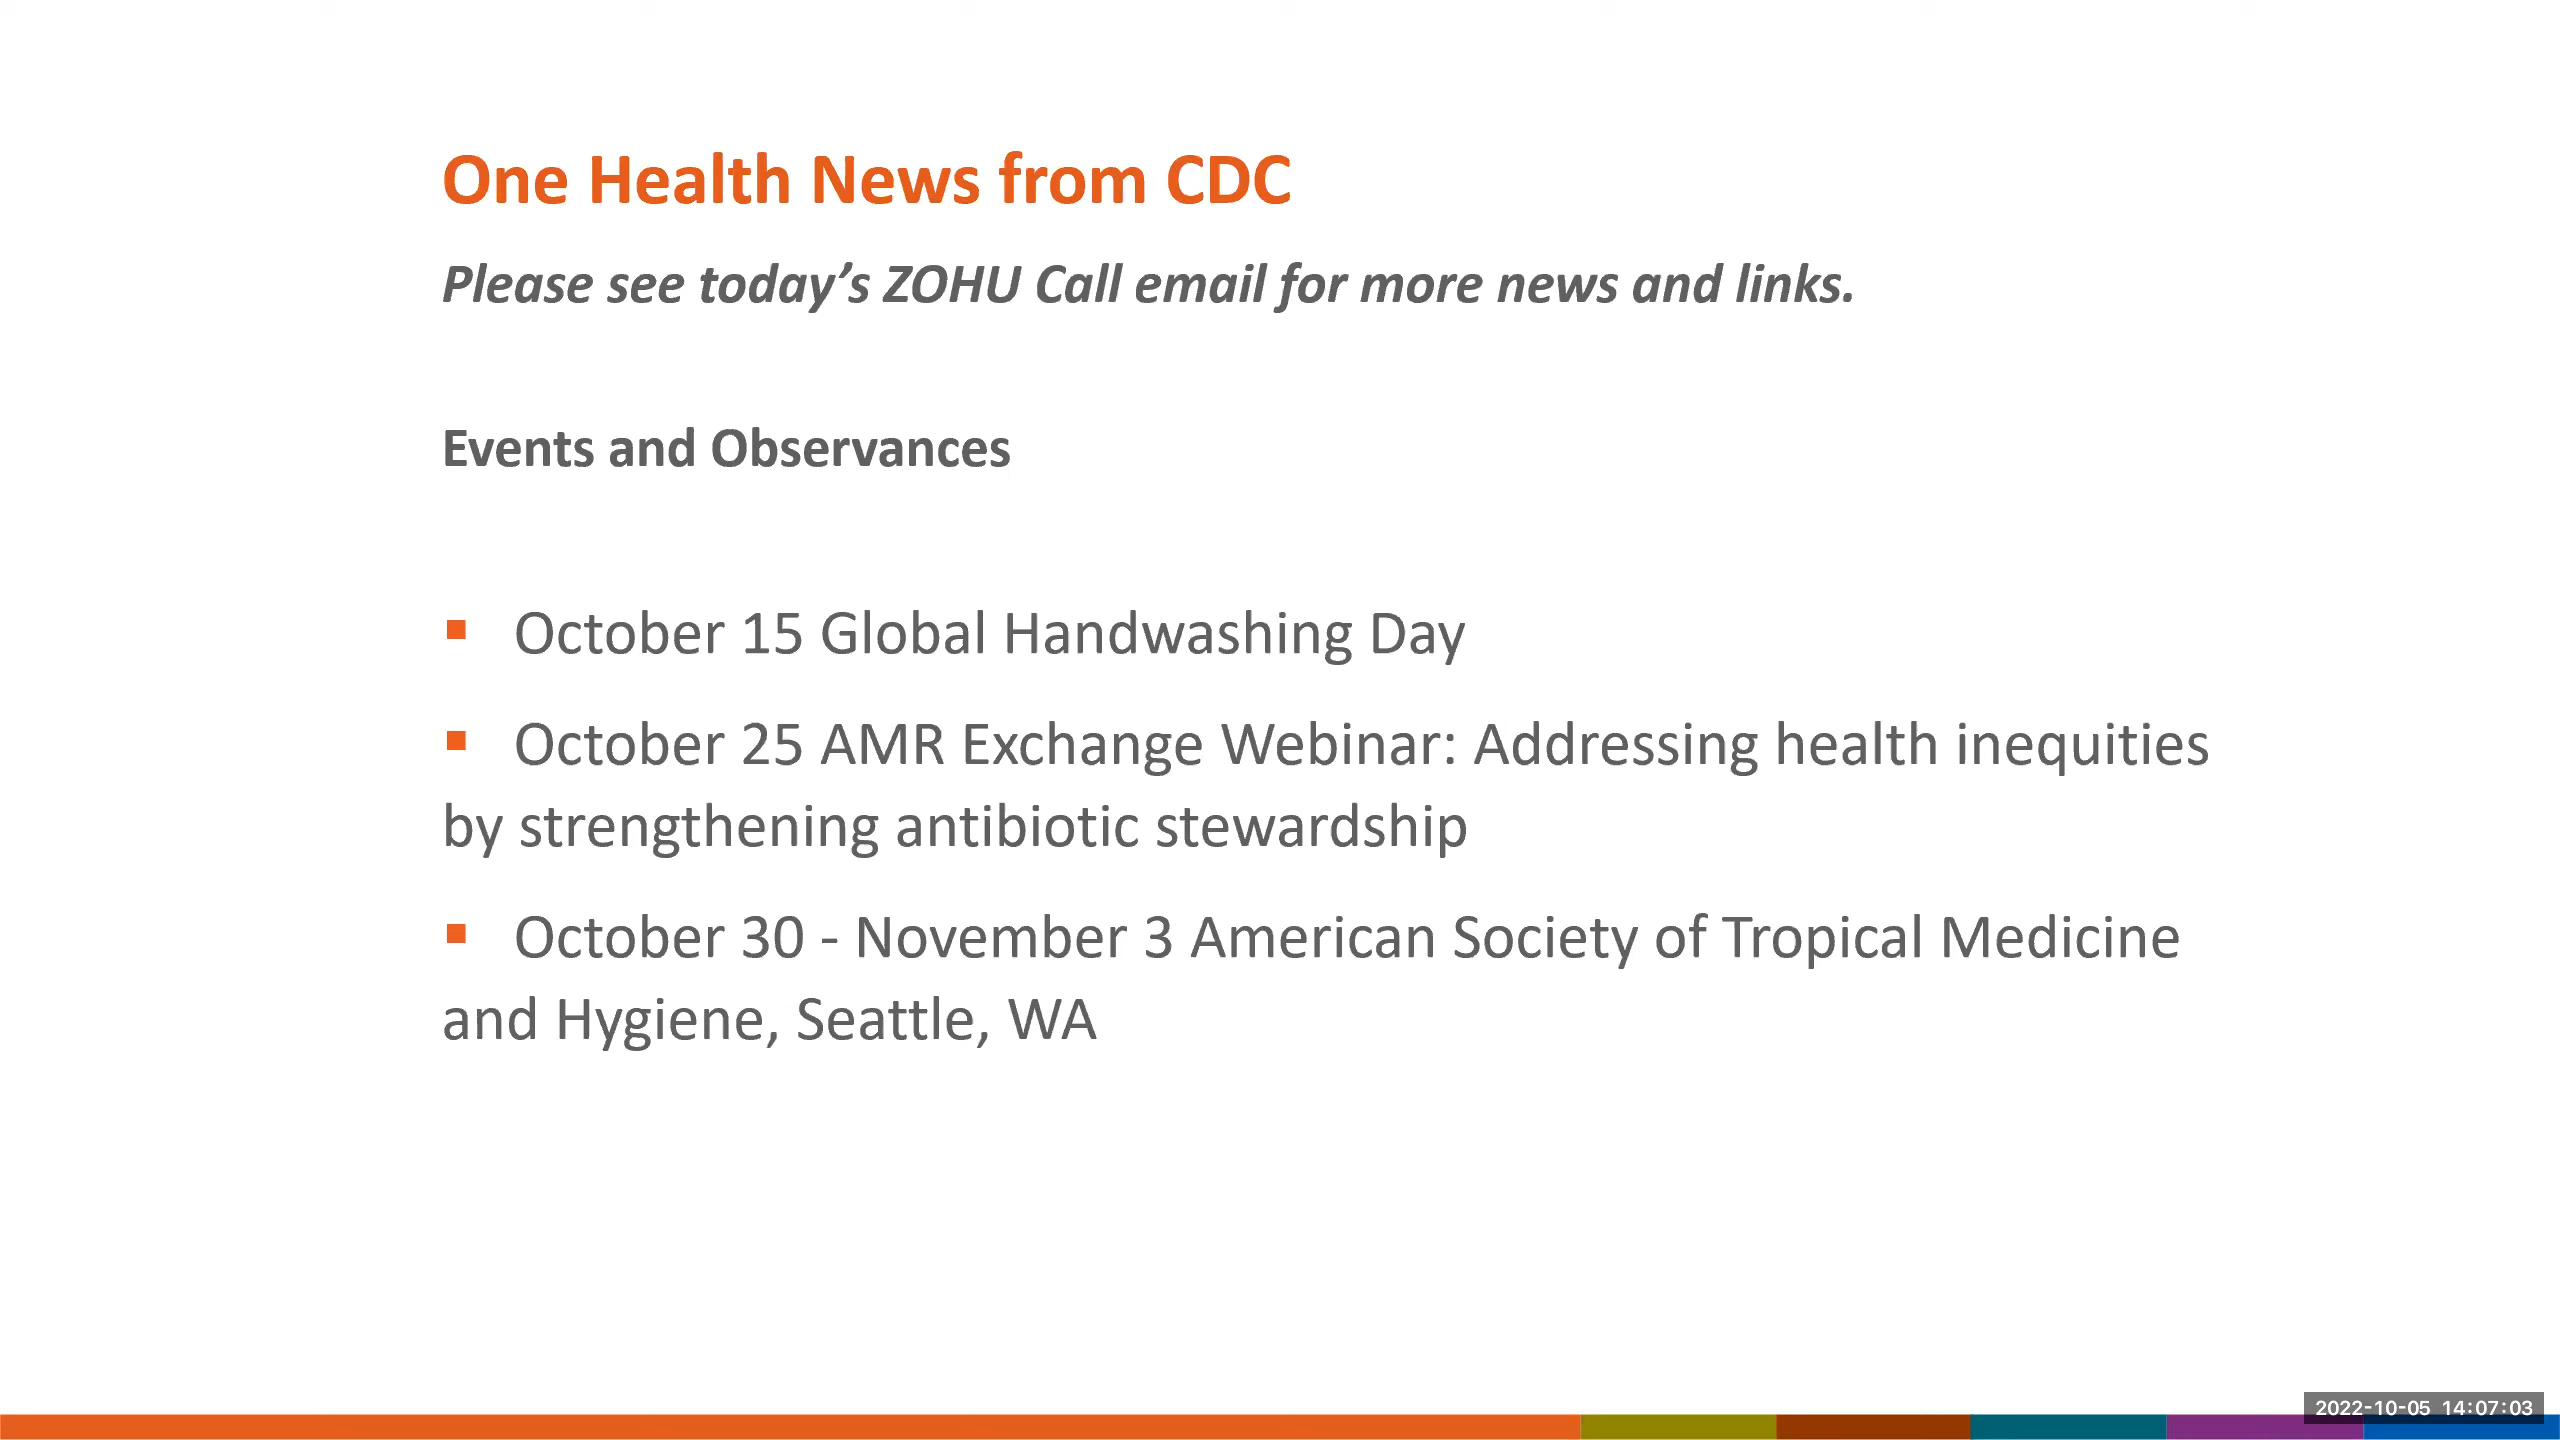 One Health News from CDC
Please see today’s ZOHU Call email for more news and links.
Events and Observances
▪ October 15 Global Handwashing Day
▪ October 25 AMR Exchange Webinar: Addressing health inequities
by strengthening antibiotic stewardship
▪ October 30 - November 3 American Society of Tropical Medicine
and Hygiene, Seattle, WA
2022-10-05 14:07:03